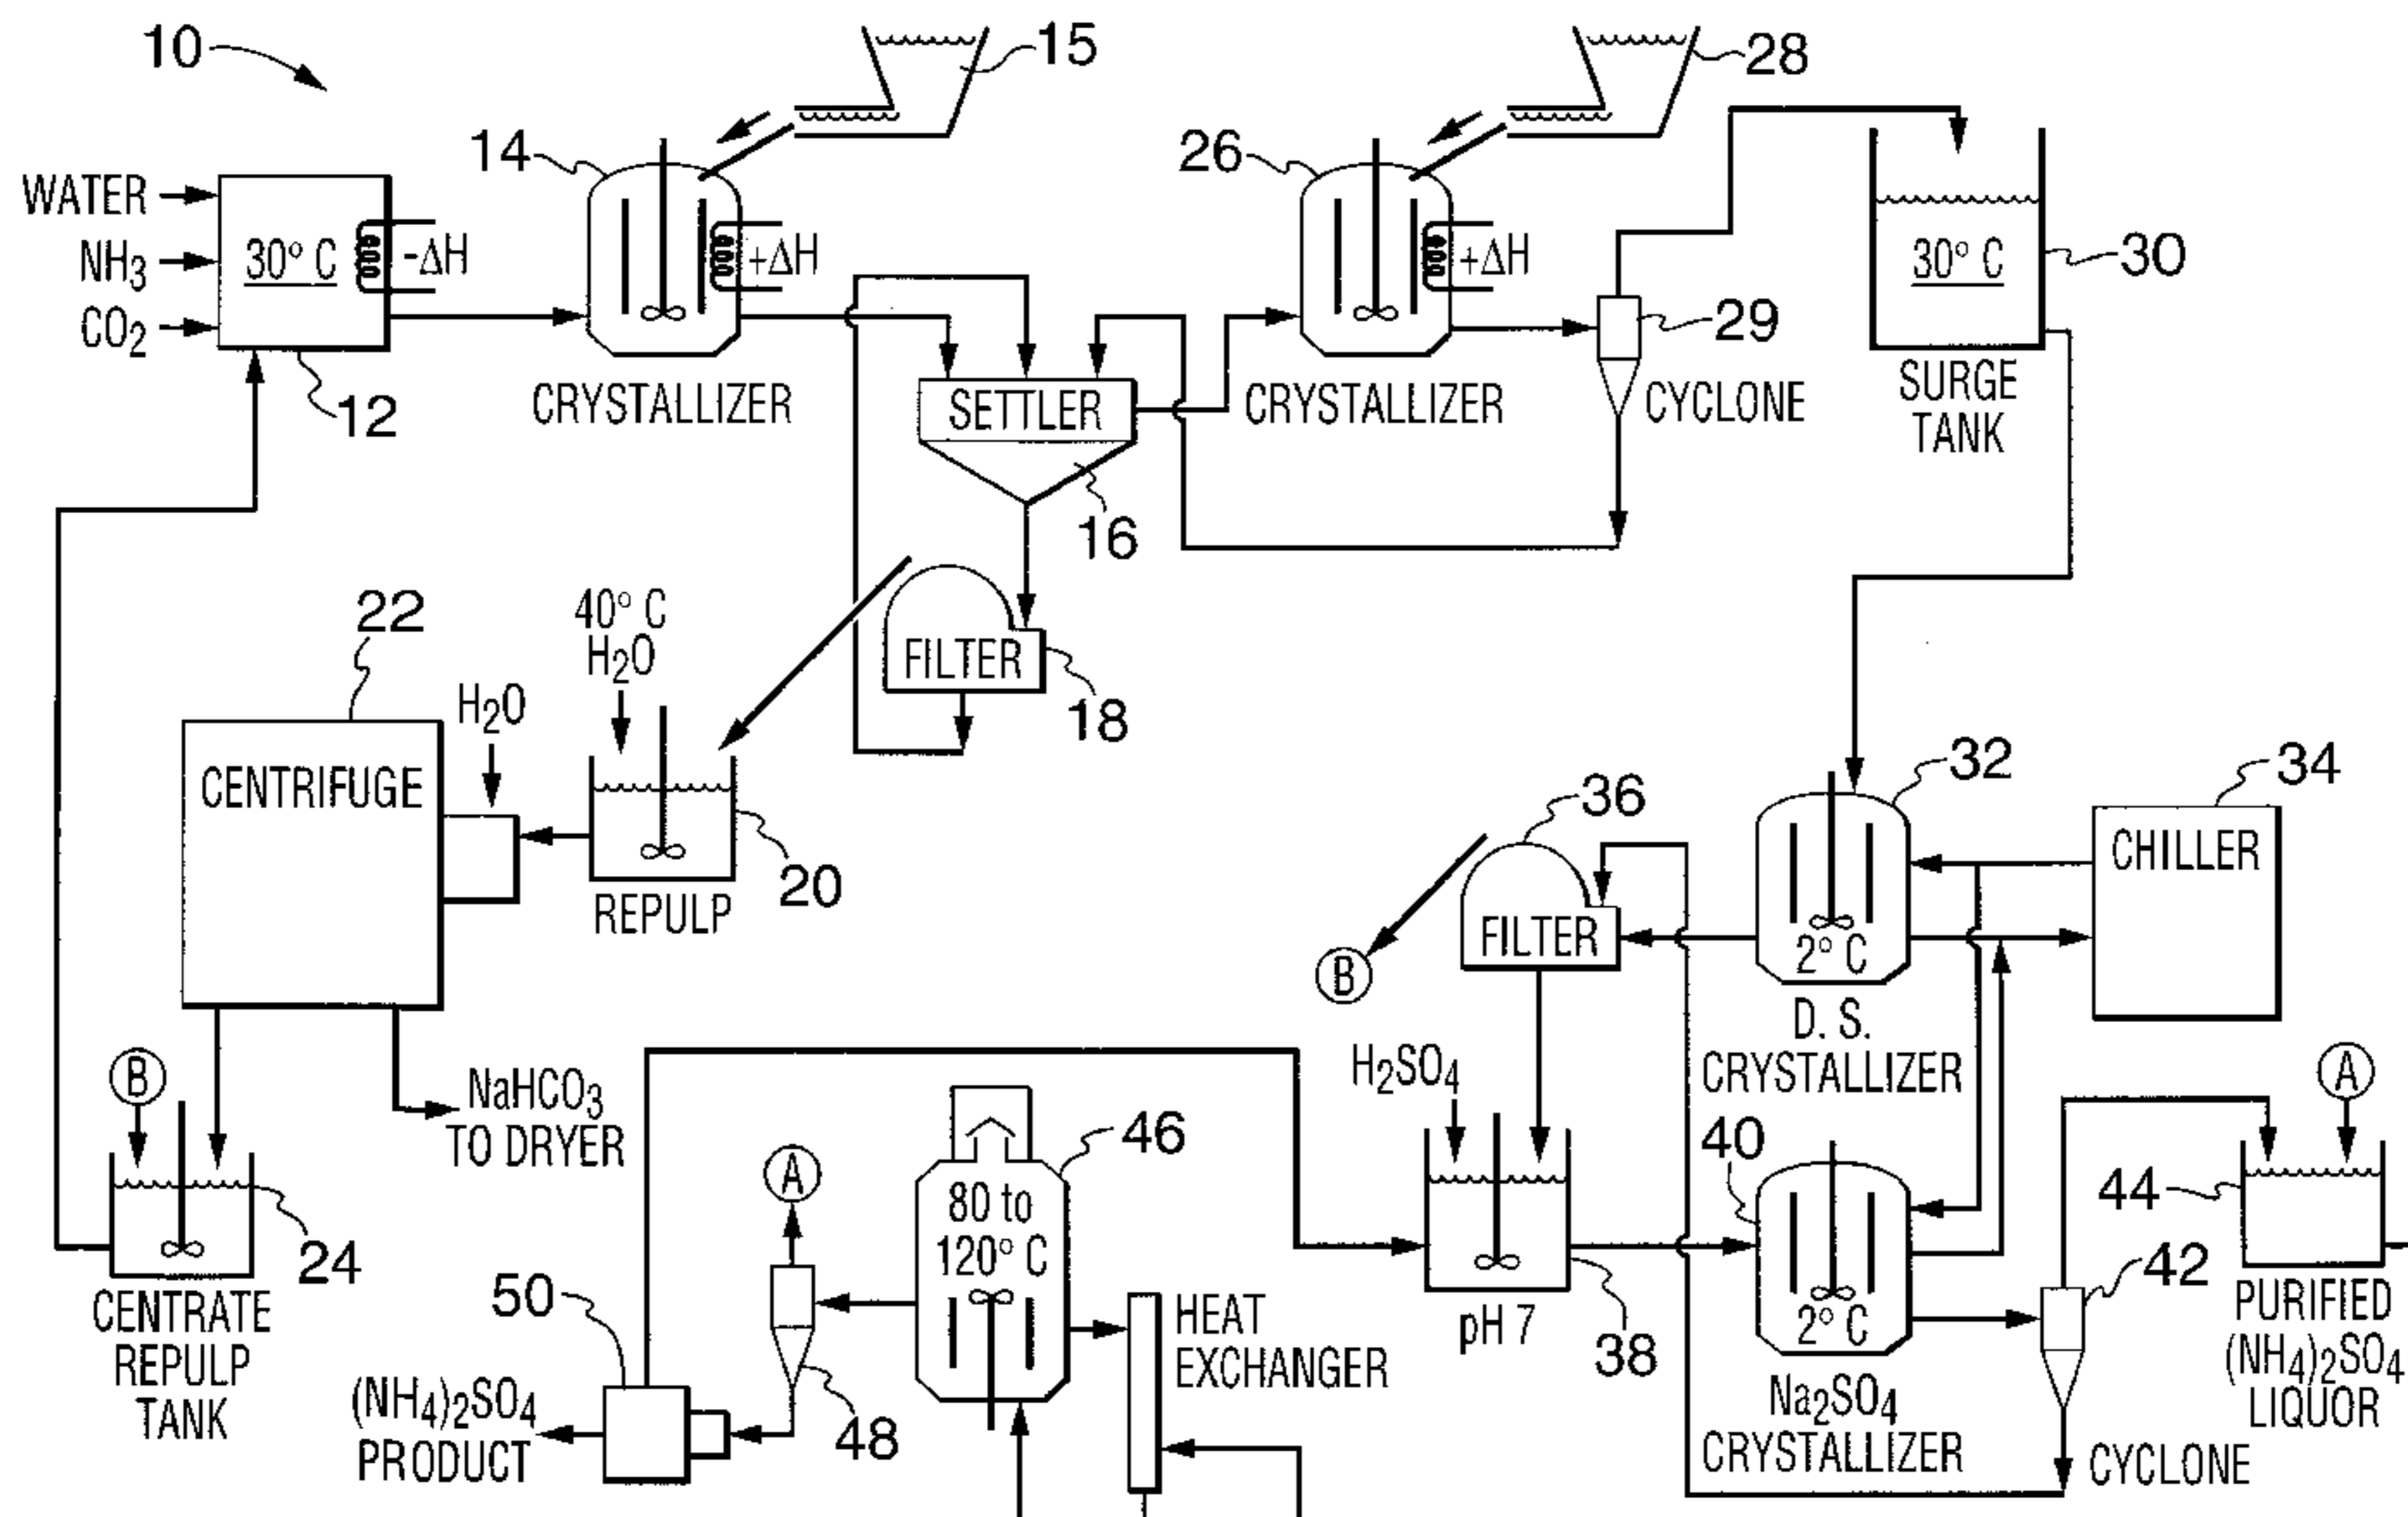 10
15
28
14
26
WATER
NH3
CO2
30° C
-ΔH
+ΔH
+ΔH
30° C
30
29
12
CRYSTALLIZER
SETTLER
CRYSTALLIZER
CYCLONE
SURGE
TANK
16
22
40° C
H2O
H2O
FILTER
18
CENTRIFUGE
20
REPULP
32
34
36
CHILLER
FILTER
2° C
B
D. S.
CRYSTALLIZER
B
NaHCO3
TO DRYER
H2SO4
A
46
40
44
A
80 to
120° C
24
CENTRATE
REPULP
TANK
50
42
HEAT
EXCHANGER
pH 7
38
2° C
PURIFIED
(NH4)2SO4
LIQUOR
(NH4)2SO4
PRODUCT
48
Na2SO4
CRYSTALLIZER
CYCLONE